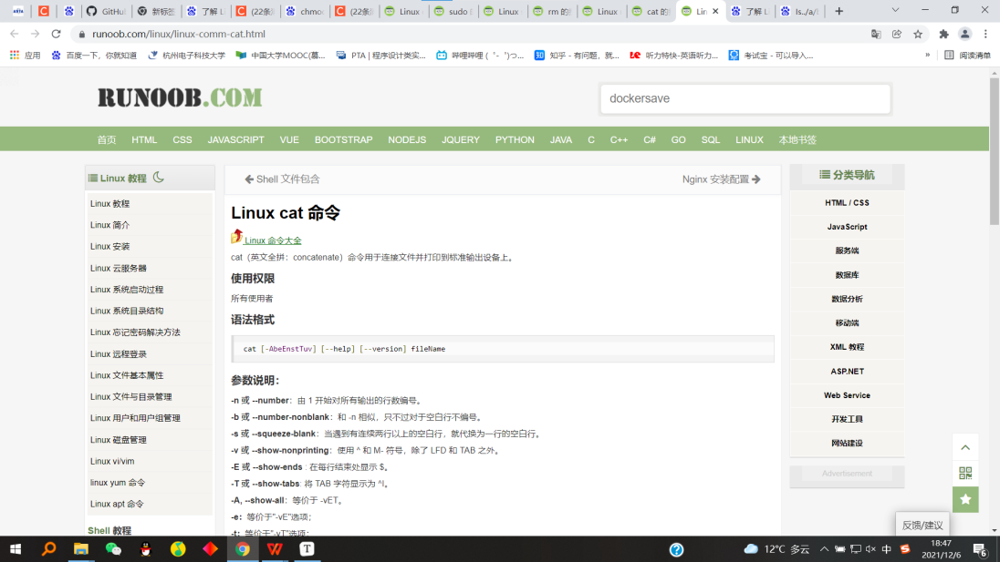 GitHub
新标签
了解 L
(22条
chmo
(22条
Linux
sudo
Linux
rm 的
Linux
cat 的
Lin
了解 L
ls../a/
runoob.com/linux/linux-comm-cat.html
应用
百度一下，你就知道
杭州电子科技大学
中国大学MOOC(慕...
PTA | 程序设计类实...
哔哩哔哩 (゜-゜)つ...
知乎 - 有问题，就...
听力特快-英语听力...
考试宝 - 可以导入...
»
阅读清单
RUNOOB.COM
dockersave
首页 HTML CSS JAVASCRIPT VUE BOOTSTRAP NODEJS JQUERY PYTHON JAVA C C++ C# GO SQL LINUX 本地书签
Linux 教程
Linux 教程
Linux 简介
Linux 安装
Linux 云服务器
Linux 系统启动过程
Linux 系统目录结构
Linux 忘记密码解决方法
Linux 远程登录
Linux 文件基本属性
Linux 文件与目录管理
Linux 用户和用户组管理
Linux 磁盘管理
Linux vi/vim
linux yum 命令
Linux apt 命令
Shell 教程
Shell 文件包含
Nginx 安装配置
Linux cat 命令
Linux 命令大全
cat（英文全拼：concatenate）命令用于连接文件并打印到标准输出设备上。
使用权限
所有使用者
语法格式
cat [-AbeEnstTuv] [--help] [--version] fileName
参数说明：
-n 或 --number：由 1 开始对所有输出的行数编号。
-b 或 --number-nonblank：和 -n 相似，只不过对于空白行不编号。
-s 或 --squeeze-blank：当遇到有连续两行以上的空白行，就代换为一行的空白行。
-v 或 --show-nonprinting：使用 ^ 和 M- 符号，除了 LFD 和 TAB 之外。
-E 或 --show-ends : 在每行结束处显示 $。
-T 或 --show-tabs: 将 TAB 字符显示为 ^I。
-A, --show-all：等价于 -vET。
-e：等价于"-vE"选项；
-t：等价于"-vT"选项；
分类导航
HTML / CSS
JavaScript
服务端
数据库
数据分析
移动端
XML 教程
ASP.NET
Web Service
开发工具
网站建设
Advertisement
反馈/建议
12°C 多云
中
18:47
2021/12/6
6